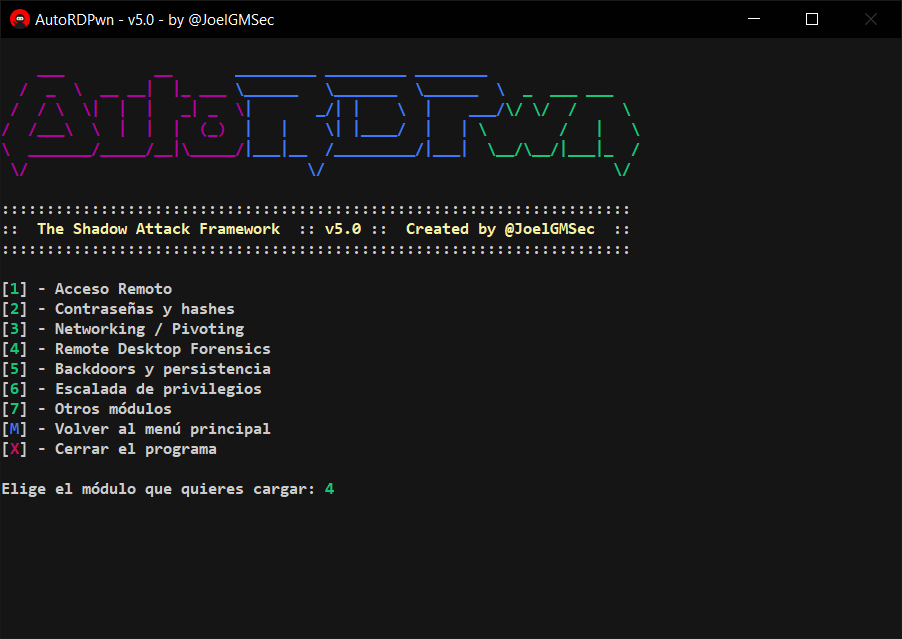 AutoRDPwn - v5.0 - by @JoelGMSec
AutoRDPwn
:::::::::::::::::::::::::::::::::::::::::::::::::::::::::::::::::::::::
::  The Shadow Attack Framework  :: v5.0 ::  Created by @JoelGMSec  ::
:::::::::::::::::::::::::::::::::::::::::::::::::::::::::::::::::::::::
[1] - Acceso Remoto
[2] - Contraseñas y hashes
[3] - Networking / Pivoting
[4] - Remote Desktop Forensics
[5] - Backdoors y persistencia
[6] - Escalada de privilegios
[7] - Otros módulos
[M] - Volver al menú principal
[X] - Cerrar el programa
Elige el módulo que quieres cargar: 4